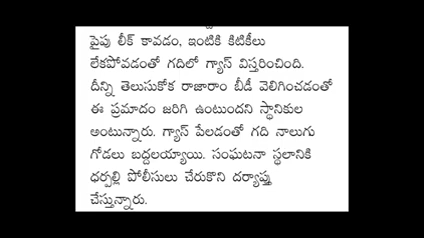 పైపు లీక్ కావడం, ఇంటికి కిటికీలు
లేకపోవడంతో గదిలో గ్యాస్ విస్తరించింది.
దీన్ని తెలుసుకోక రాజారాం బీడీ వెలిగించడంతో
ఈ ప్రమాదం జరిగి ఉంటుందని స్థానికుల
అంటున్నారు. గ్యాస్ పేలడంతో గది నాలుగు
గోడలు బద్దలయ్యాయి. సంఘటనా స్థలానికి
ధర్పల్లి పోలీసులు చేరుకొని దర్యాప్తు
చేస్తున్నారు.